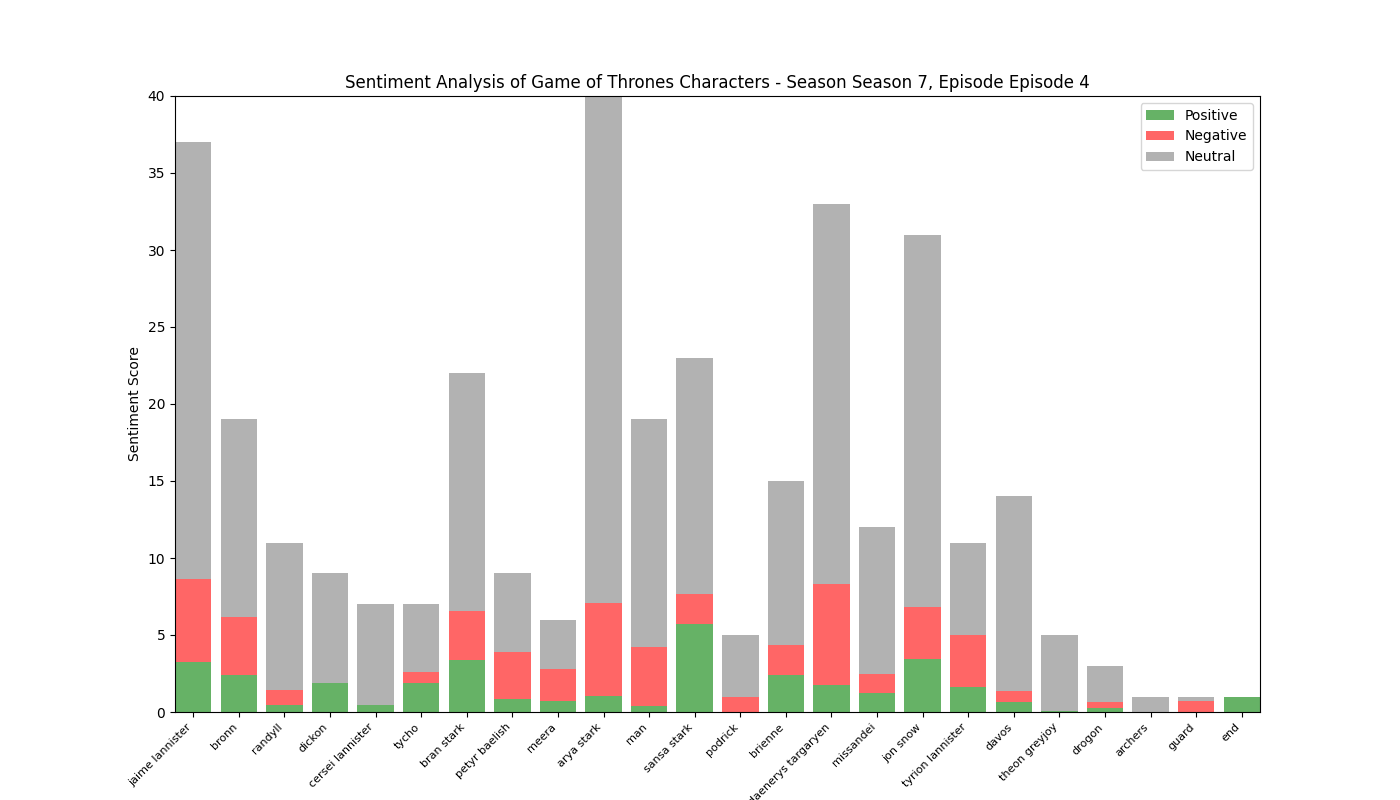 Sentiment Analysis of Game of Thrones Characters - Season Season 7, Episode Episode 4
Positive
Negative
Neutral
Sentiment Score
40
35
30
25
20
15
10
5
0
jaime lannister
bronn
randyll
dickon
cersei lannister
tycho
bran stark
petyr baelish
meera
arya stark
man
sansa stark
podrick
brienne
daenerys targaryen
missandei
jon snow
tyrion lannister
davos
theon greyjoy
drogon
archers
guard
end